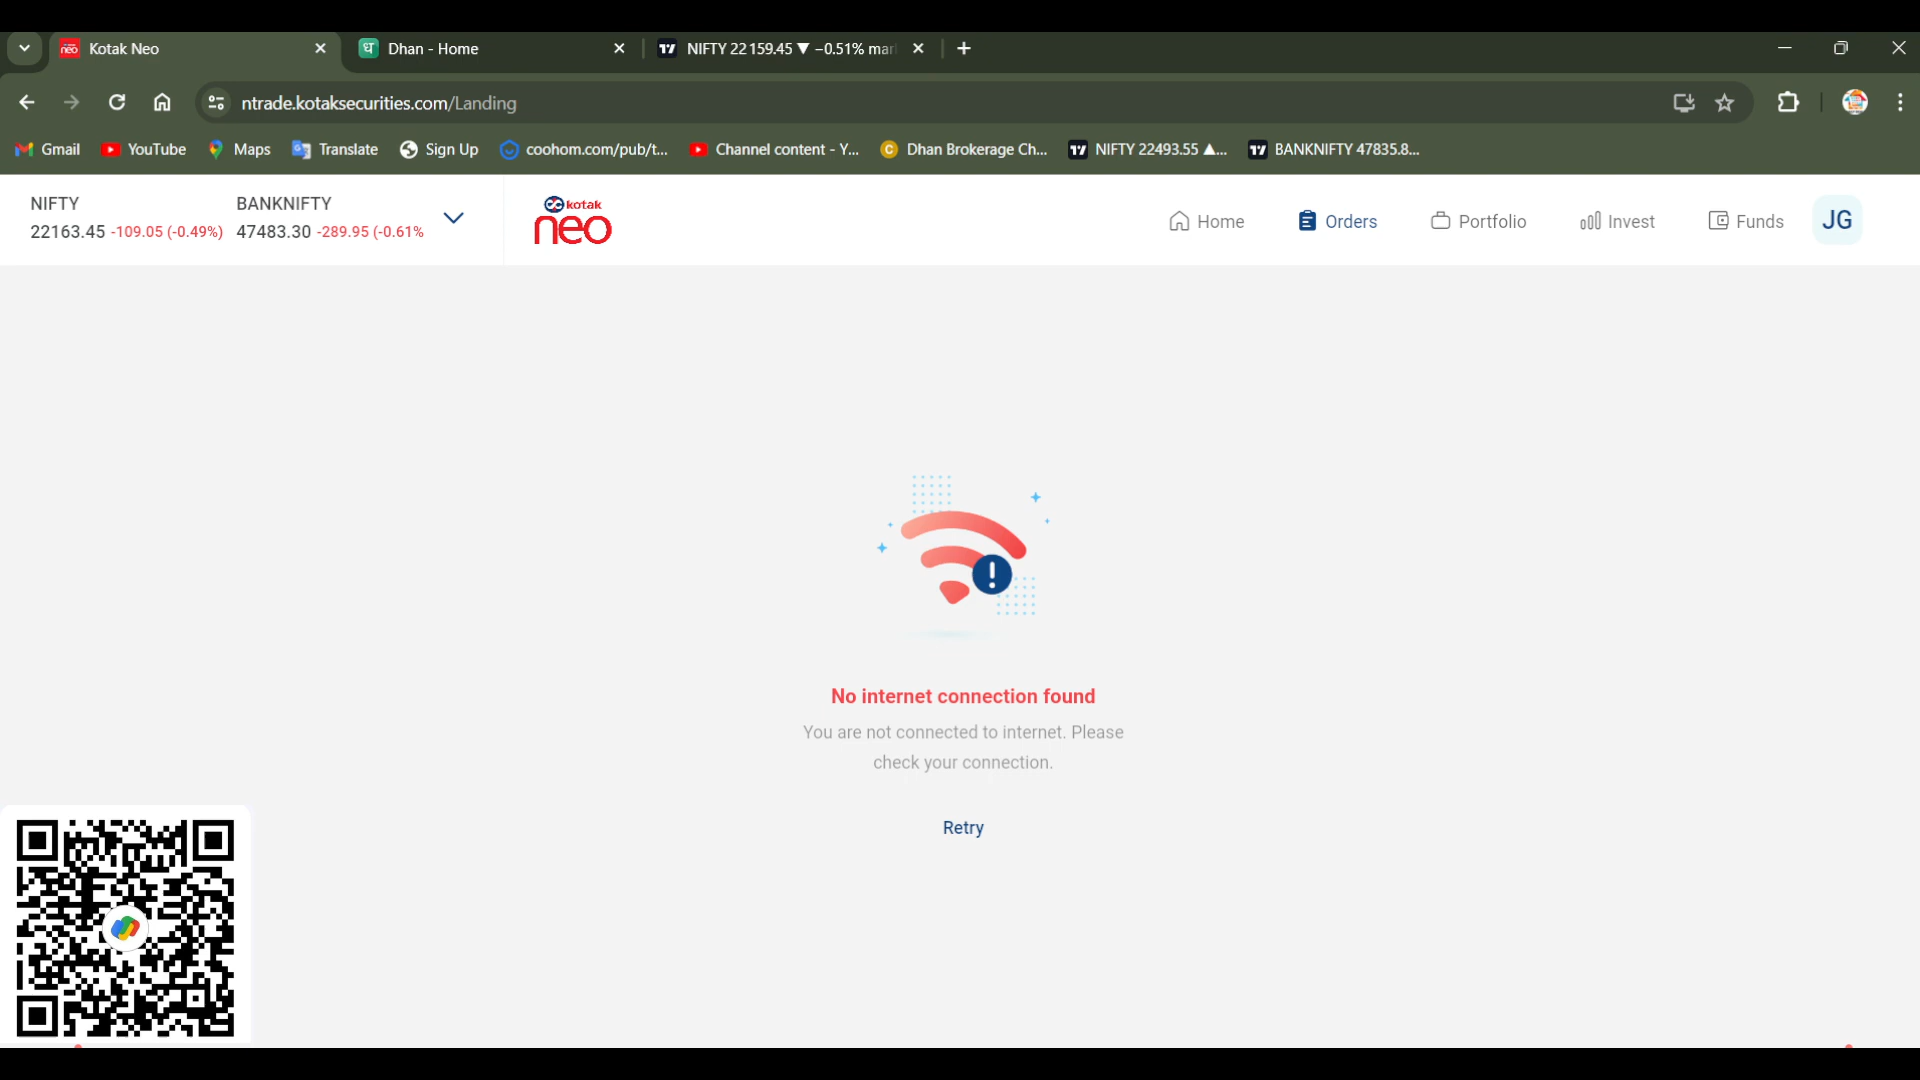 Kotak Neo
Dhan - Home
NIFTY 22159.45 ▼ −0.51% mar
ntrade.kotaksecurities.com/Landing
Gmail YouTube Maps Translate Sign Up coohom.com/pub/t... Channel content - Y... Dhan Brokerage Ch... NIFTY 22493.55 ▲... BANKNIFTY 47835.8...
NIFTY BANKNIFTY
22163.45 -109.05 (-0.49%) 47483.30 -289.95 (-0.61%
kotak
neo
Home Orders Portfolio Invest Funds JG
No internet connection found
You are not connected to internet. Please
check your connection.
Retry